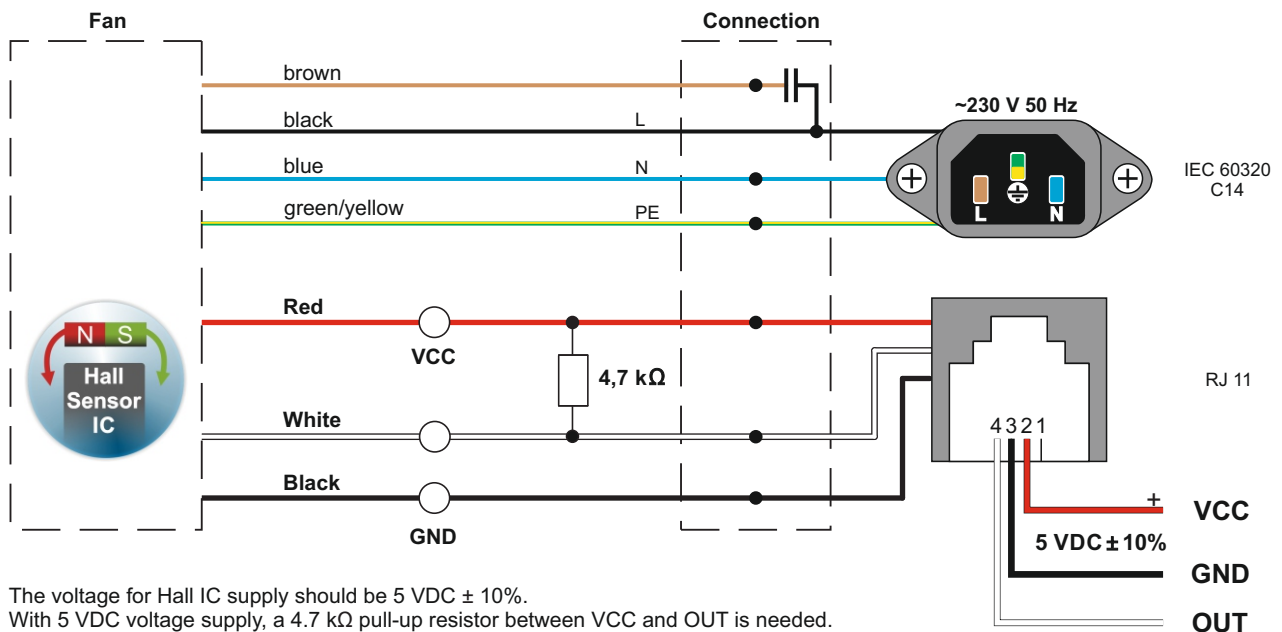 Fan
Connection
brown
black
L
blue
N
green/yellow
PE
~230 V 50 Hz
L
N
IEC 60320
C14
N S
Hall
Sensor
IC
Red
VCC
4,7 kΩ
White
Black
GND
RJ 11
4 3 2 1
+
VCC
5 VDC ± 10%
GND
OUT
The voltage for Hall IC supply should be 5 VDC ± 10%.
With 5 VDC voltage supply, a 4.7 kΩ pull-up resistor between VCC and OUT is needed.